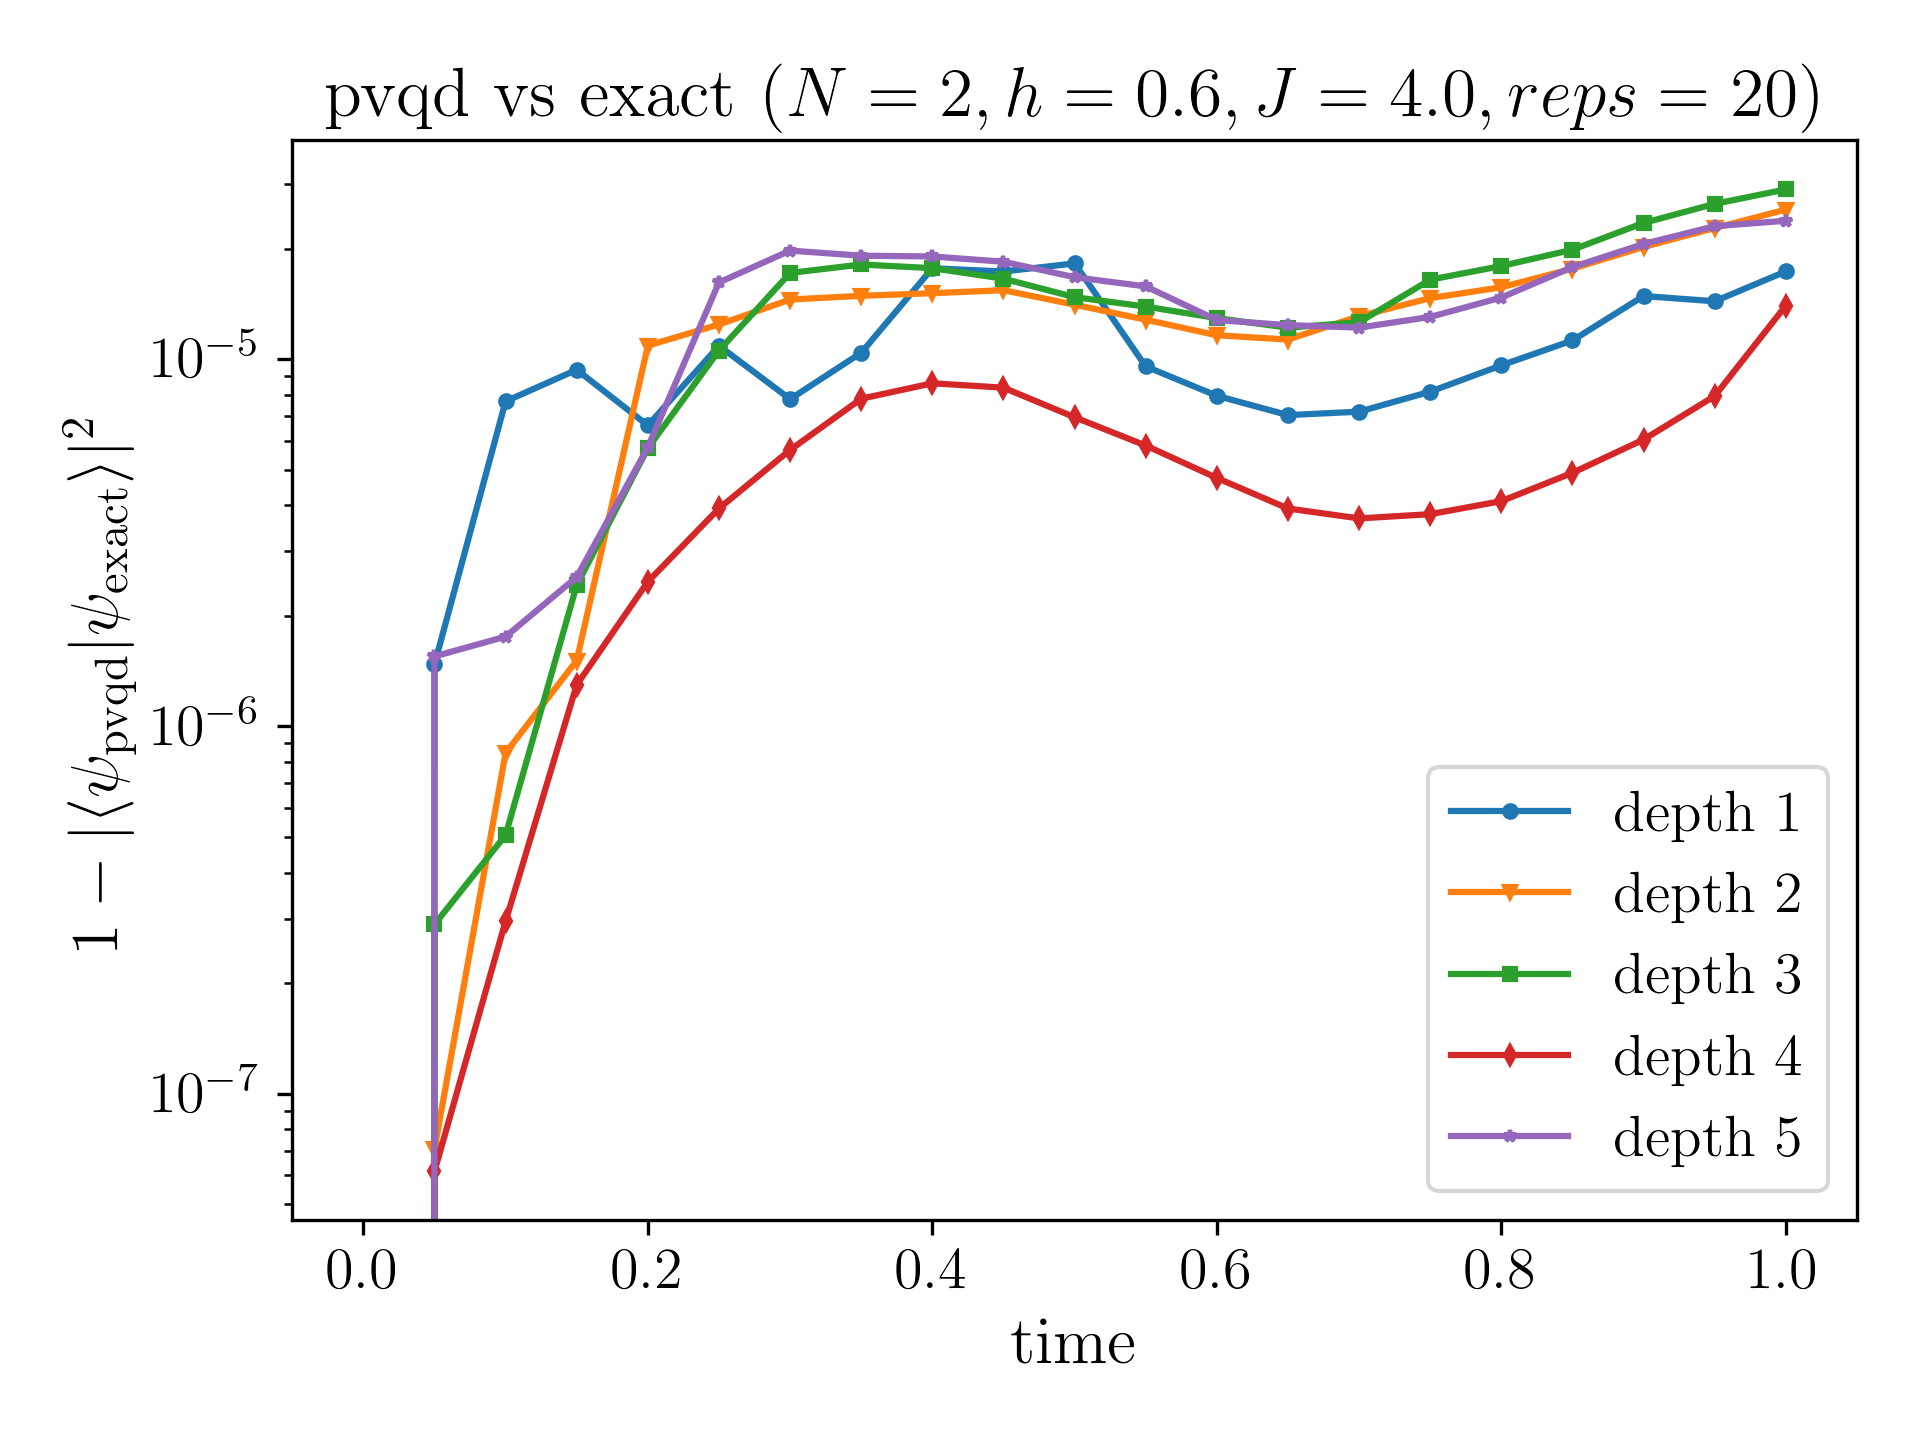 pvqd vs exact (N = 2, h = 0.6, J = 4.0, reps = 20)
1 − |⟨ψ_pvqd|ψ_exact⟩|²
10⁻⁵
10⁻⁶
10⁻⁷
depth 1
depth 2
depth 3
depth 4
depth 5
0.0 0.2 0.4 0.6 0.8 1.0
time